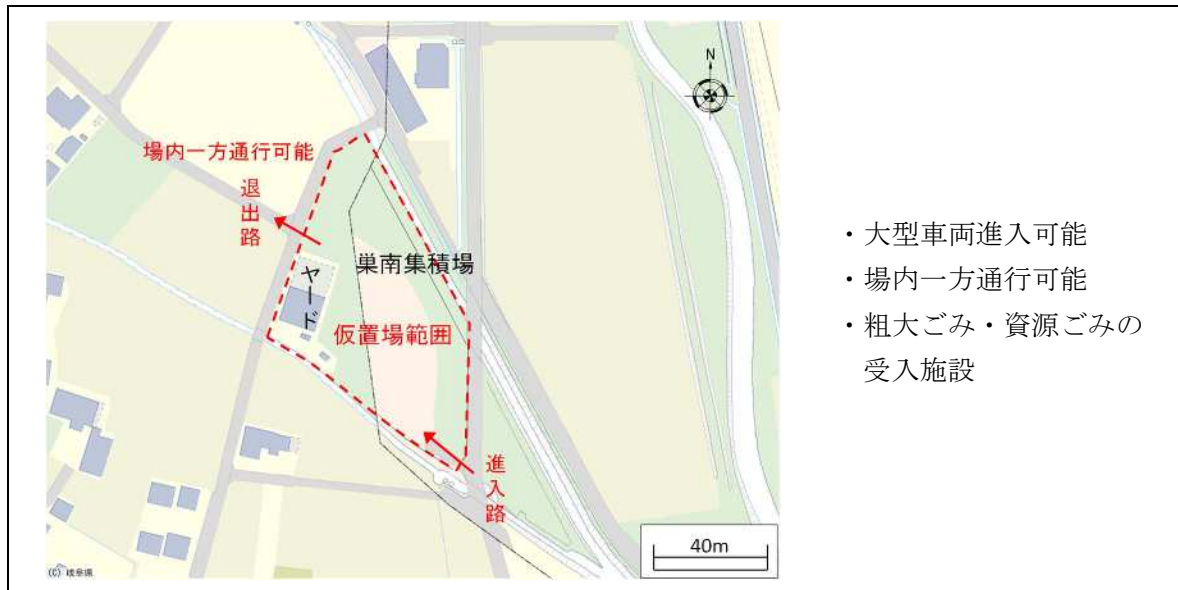 N
場内一方通行可能
退出路
ヤード
巣南集積場
仮置場範囲
進入路
40m
(C) 岐阜県
・大型車両進入可能
・場内一方通行可能
・粗大ごみ・資源ごみの
受入施設